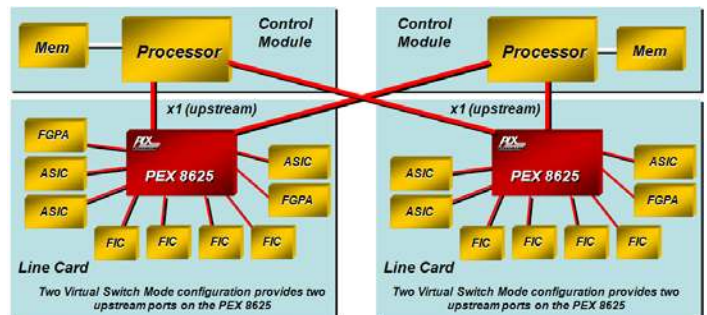 Mem
Processor
Control
Module
Control
Module
Processor
Mem
x1 (upstream)
x1 (upstream)
FGPA
ASIC
ASIC
PLX
PEX 8625
ASIC
FGPA
FIC
FIC
FIC
FIC
Line Card
Two Virtual Switch Mode configuration provides two
upstream ports on the PEX 8625
ASIC
ASIC
PLX
PEX 8625
ASIC
FGPA
FIC
FIC
FIC
FIC
Line Card
Two Virtual Switch Mode configuration provides two
upstream ports on the PEX 8625